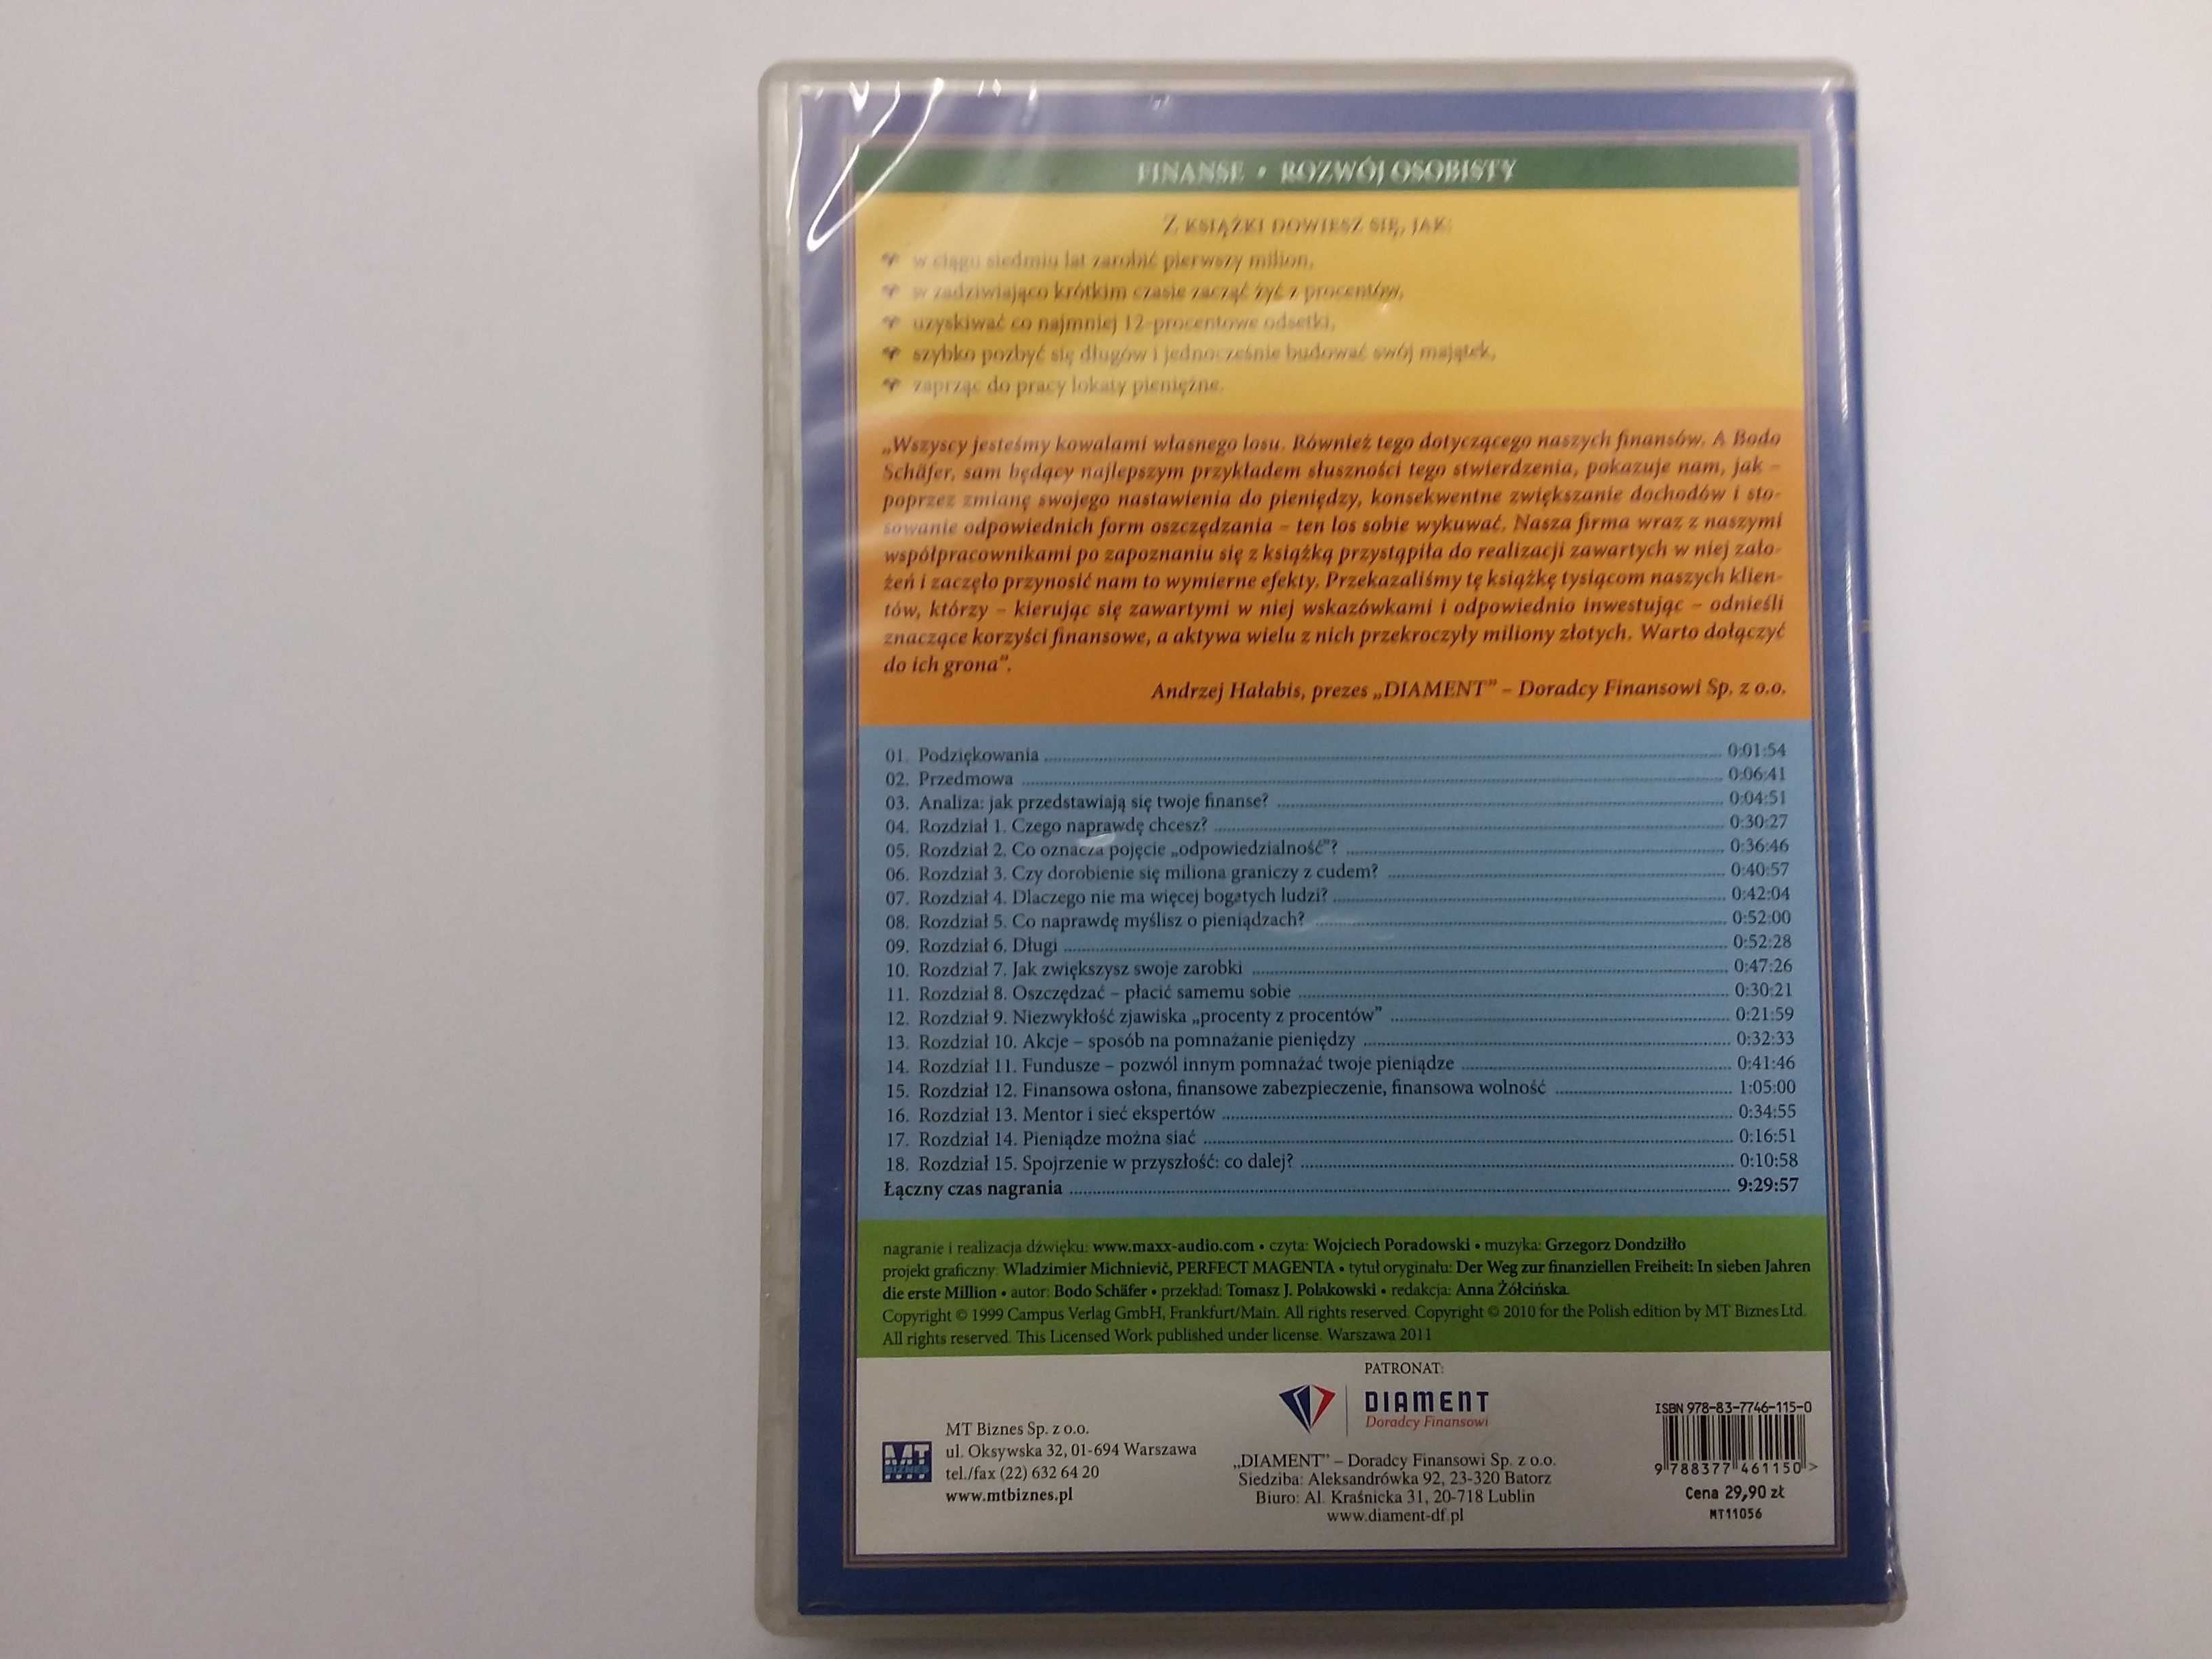 FINANSE • ROZWÓJ OSOBISTY
Z KSIĄŻKI DOWIESZ SIĘ, JAK:
w ciągu siedmiu lat zarobić pierwszy milion,
w zadziwiająco krótkim czasie zacząć żyć z procentów,
uzyskiwać co najmniej 12-procentowe odsetki,
szybko pozbyć się długów i jednocześnie budować swój majątek,
zaprząc do pracy lokaty pieniężne.
„Wszyscy jesteśmy kowalami własnego losu. Również tego dotyczącego naszych finansów. A Bodo
Schäfer, sam będący najlepszym przykładem słuszności tego stwierdzenia, pokazuje nam, jak –
poprzez zmianę swojego nastawienia do pieniędzy, konsekwentne zwiększanie dochodów i sto-
sowanie odpowiednich form oszczędzania – ten los sobie wykuwać. Nasza firma wraz z naszymi
współpracownikami po zapoznaniu się z książką przystąpiła do realizacji zawartych w niej zało-
żeń i zaczęło przynosić nam to wymierne efekty. Przekazaliśmy tę książkę tysiącom naszych klien-
tów, którzy – kierując się zawartymi w niej wskazówkami i odpowiednio inwestując – odnieśli
znaczące korzyści finansowe, a aktywa wielu z nich przekroczyły miliony złotych. Warto dołączyć
do ich grona”.
Andrzej Hałabis, prezes „DIAMENT” – Doradcy Finansowi Sp. z o.o.
01. Podziękowania 0:01:54
02. Przedmowa 0:06:41
03. Analiza: jak przedstawiają się twoje finanse? 0:04:51
04. Rozdział 1. Czego naprawdę chcesz? 0:30:27
05. Rozdział 2. Co oznacza pojęcie „odpowiedzialność”? 0:36:46
06. Rozdział 3. Czy dorobienie się miliona graniczy z cudem? 0:40:57
07. Rozdział 4. Dlaczego nie ma więcej bogatych ludzi? 0:42:04
08. Rozdział 5. Co naprawdę myślisz o pieniądzach? 0:52:00
09. Rozdział 6. Długi 0:52:28
10. Rozdział 7. Jak zwiększysz swoje zarobki 0:47:26
11. Rozdział 8. Oszczędzać – płacić samemu sobie 0:30:21
12. Rozdział 9. Niezwykłość zjawiska „procenty z procentów” 0:21:59
13. Rozdział 10. Akcje – sposób na pomnażanie pieniędzy 0:32:33
14. Rozdział 11. Fundusze – pozwól innym pomnażać twoje pieniądze 0:41:46
15. Rozdział 12. Finansowa osłona, finansowe zabezpieczenie, finansowa wolność 1:05:00
16. Rozdział 13. Mentor i sieć ekspertów 0:34:55
17. Rozdział 14. Pieniądze można siać 0:16:51
18. Rozdział 15. Spojrzenie w przyszłość: co dalej? 0:10:58
Łączny czas nagrania 9:29:57
nagranie i realizacja dźwięku: www.maxx-audio.com • czyta: Wojciech Poradowski • muzyka: Grzegorz Dondziłło
projekt graficzny: Wladzimier Michnievič, PERFECT MAGENTA • tytuł oryginału: Der Weg zur finanziellen Freiheit: In sieben Jahren
die erste Million • autor: Bodo Schäfer • przekład: Tomasz J. Polakowski • redakcja: Anna Żółcińska.
Copyright © 1999 Campus Verlag GmbH, Frankfurt/Main. All rights reserved. Copyright © 2010 for the Polish edition by MT Biznes Ltd.
All rights reserved. This Licensed Work published under license. Warszawa 2011
PATRONAT:
DIAMENT
Doradcy Finansowi
„DIAMENT” – Doradcy Finansowi Sp. z o.o.
Siedziba: Aleksandrówka 92, 23-320 Batorz
Biuro: Al. Kraśnicka 31, 20-718 Lublin
www.diament-df.pl
MT
BIZNES
MT Biznes Sp. z o.o.
ul. Oksywska 32, 01-694 Warszawa
tel./fax (22) 632 64 20
www.mtbiznes.pl
ISBN 978-83-7746-115-0
9 788377 461150 >
Cena 29,90 zł
MT11056